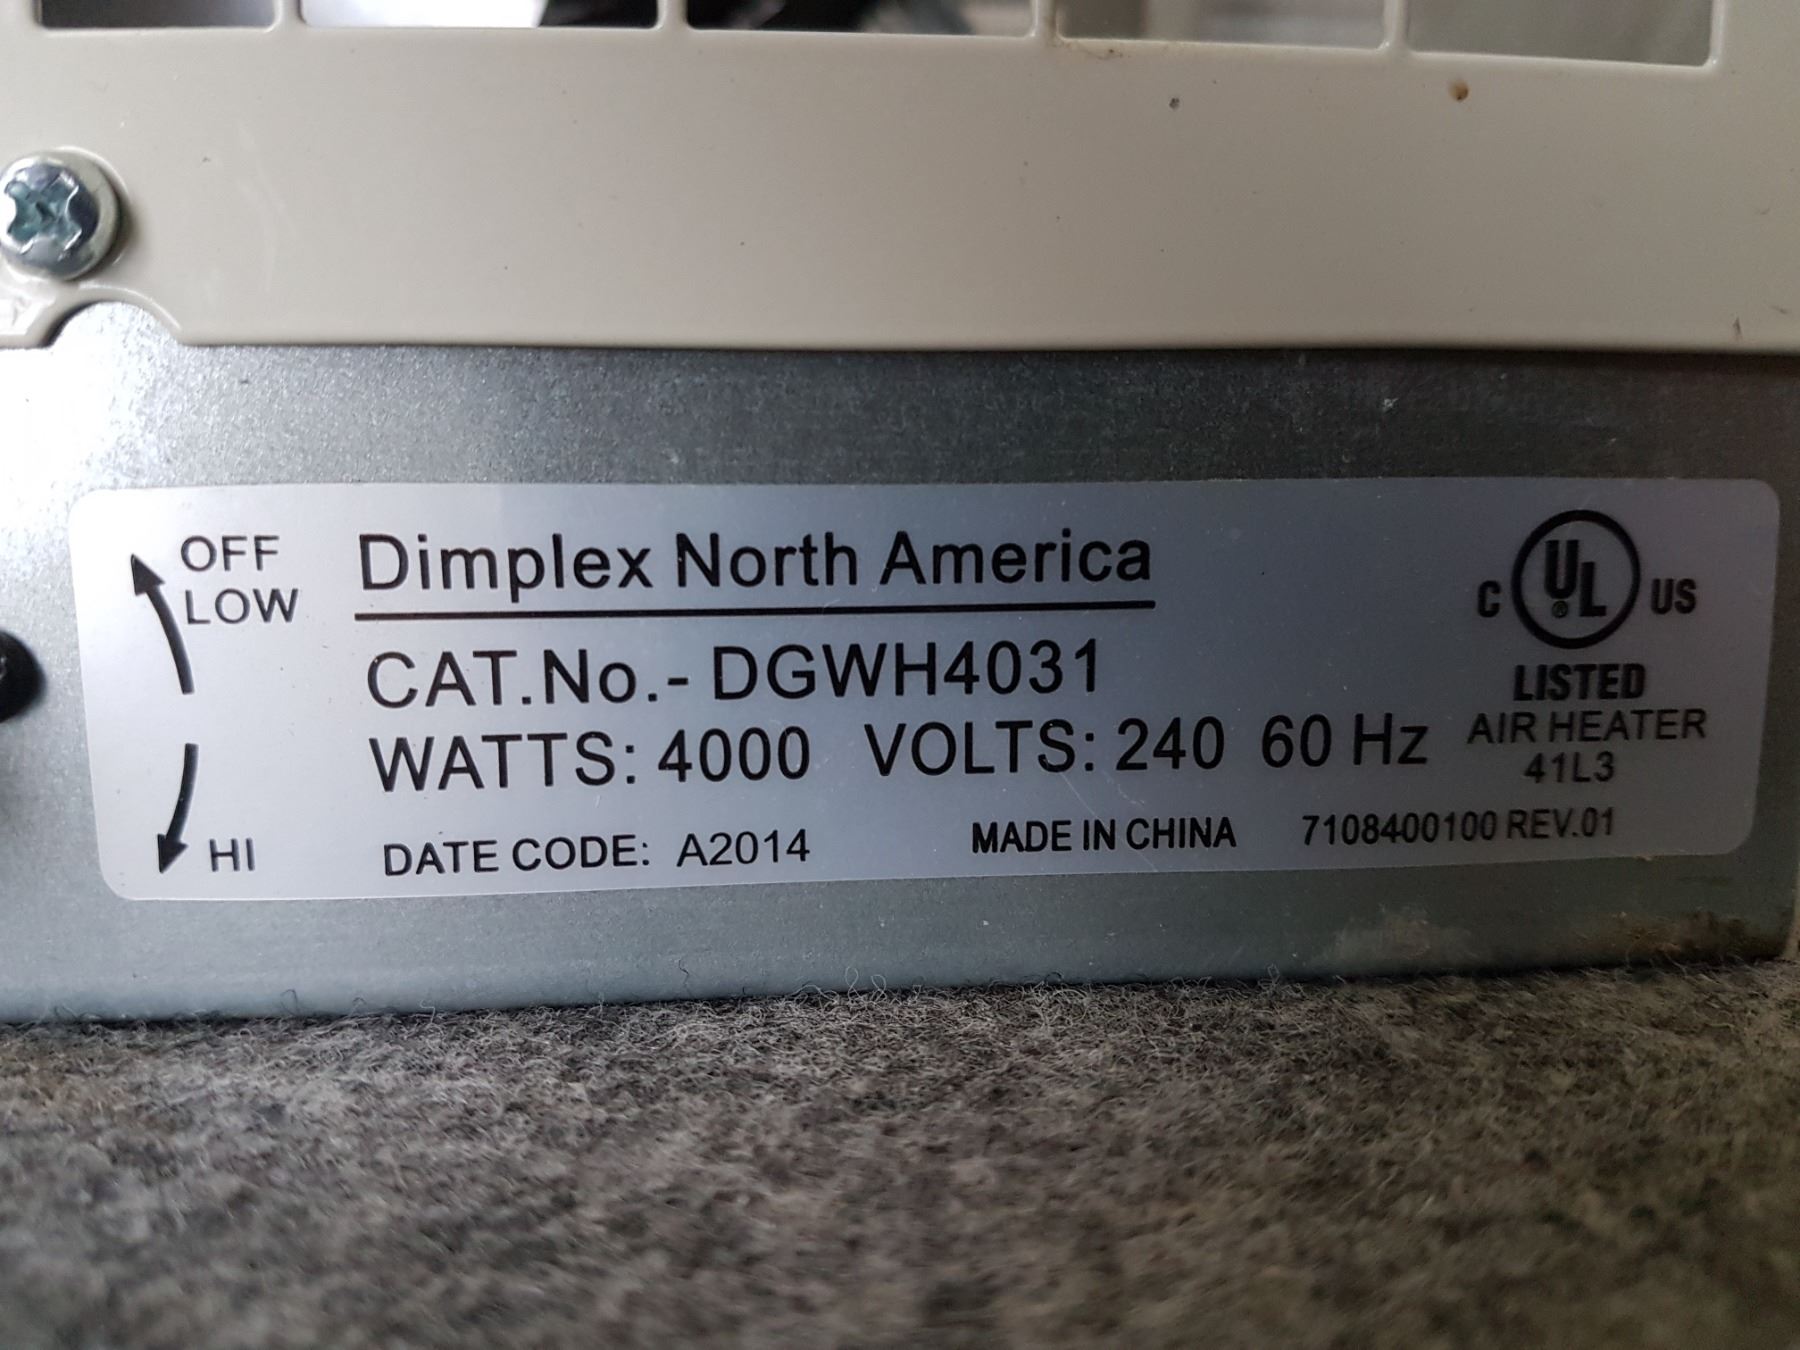 OFF
LOW
HI
Dimplex North America
CAT.No.- DGWH4031
WATTS: 4000 VOLTS: 240 60 Hz
DATE CODE: A2014
MADE IN CHINA
7108400100 REV.01
C UL ® US
LISTED
AIR HEATER
41L3